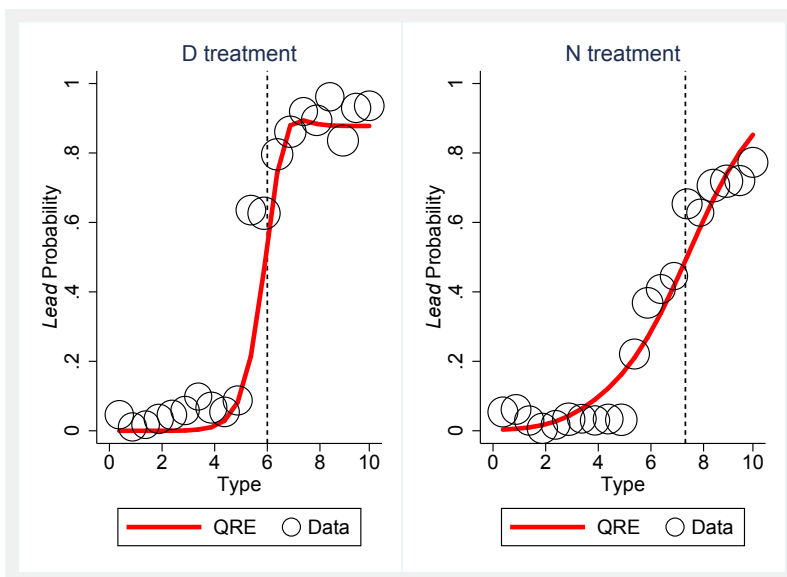 D treatment
Lead Probability
1
.8
.6
.4
.2
0
0 2 4 6 8 10
Type
QRE Data
N treatment
Lead Probability
1
.8
.6
.4
.2
0
0 2 4 6 8 10
Type
QRE Data